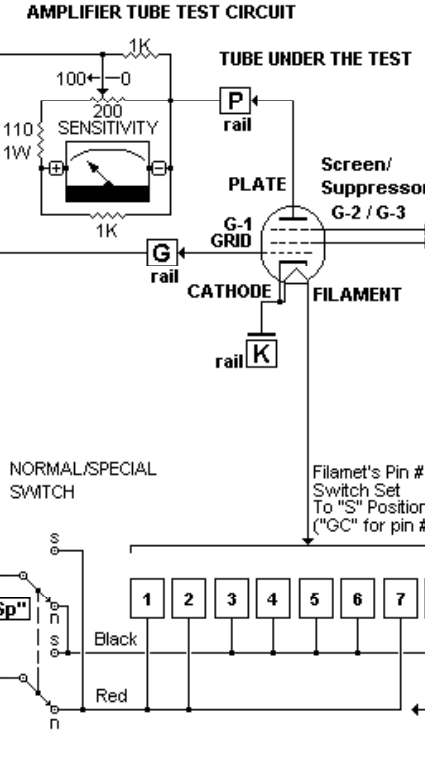 AMPLIFIER TUBE TEST CIRCUIT
1K
TUBE UNDER THE TEST
100 0
200
SENSITIVITY
P
rail
110
1W
+ -
1K
PLATE
Screen/
Suppressor
G-2 / G-3
G-1
GRID
G
rail
CATHODE
FILAMENT
rail K
NORMAL/SPECIAL
SWITCH
Filamet's Pin #
Switch Set
To "S" Position
("GC" for pin #
s
n
Sp"
s
n
1 2 3 4 5 6 7
Black
Red